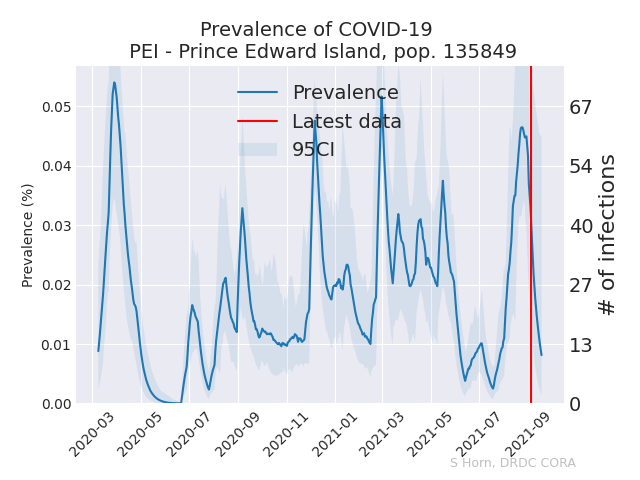 Prevalence of COVID-19
PEI - Prince Edward Island, pop. 135849
Prevalence
Latest data
95CI
Prevalence (%)
0.05
0.04
0.03
0.02
0.01
0.00
67
54
40
27
13
0
# of infections
2020-03
2020-05
2020-07
2020-09
2020-11
2021-01
2021-03
2021-05
2021-07
2021-09
S Horn, DRDC CORA